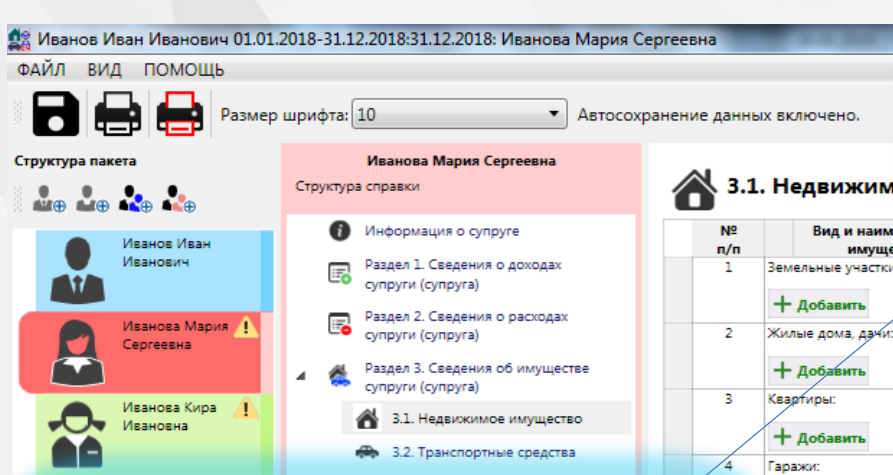 Иванов Иван Иванович 01.01.2018-31.12.2018:31.12.2018: Иванова Мария Сергеевна
ФАЙЛ ВИД ПОМОЩЬ
Размер шрифта: 10 Автосохранение данных включено.
Структура пакета
Иванов Иван
Иванович
Иванова Мария
Сергеевна
Иванова Кира
Ивановна
Иванова Мария Сергеевна
Структура справки
Информация о супруге
Раздел 1. Сведения о доходах
супруги (супруга)
Раздел 2. Сведения о расходах
супруги (супруга)
Раздел 3. Сведения об имуществе
супруги (супруга)
3.1. Недвижимое имущество
3.2. Транспортные средства
3.1. Недвижим
№
п/п
Вид и наим
имуще
1 Земельные участки
+ Добавить
2 Жилые дома, дачи:
+ Добавить
3 Квартиры:
+ Добавить
4 Гаражи: